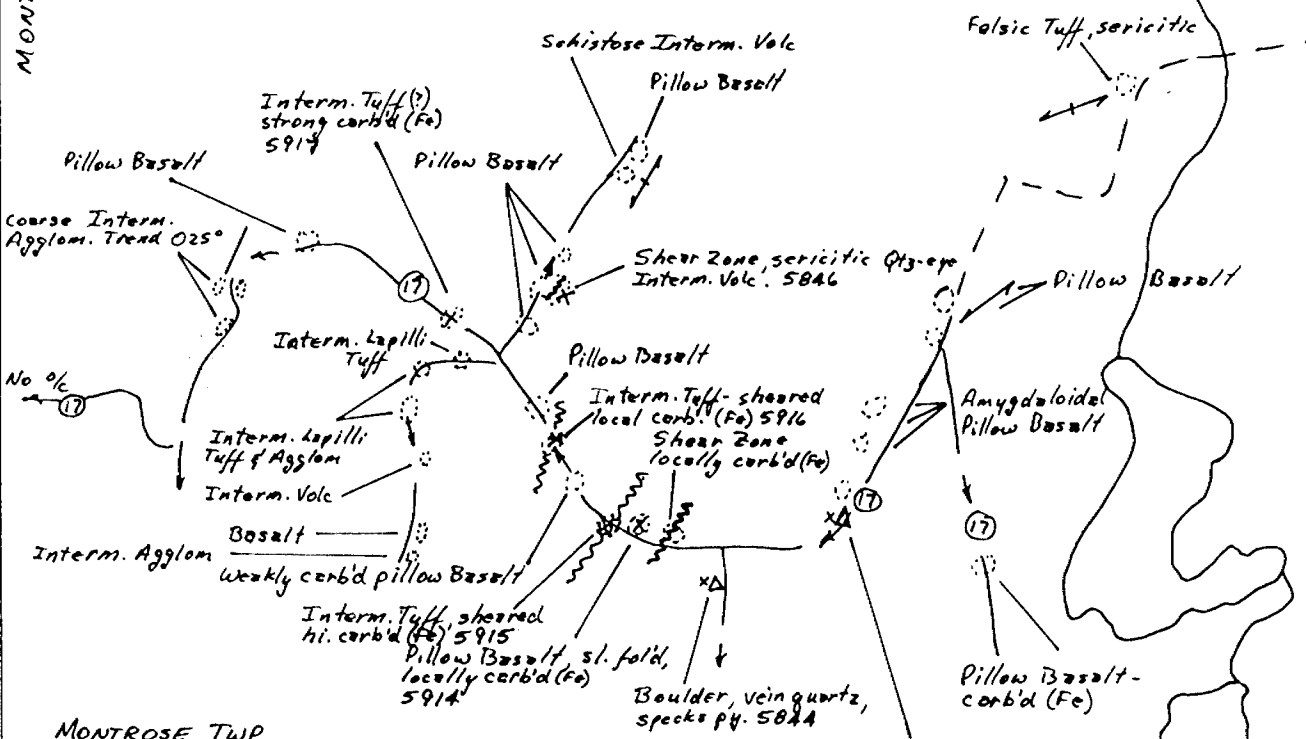 MONT
Schistose Interm. Volc
Pillow Basalt
Felsic Tuff, sericitic
Interm. Tuff (?)
strong carb'd (Fe)
5917
Pillow Basalt
Pillow Basalt
Coarse Interm.
Agglom. Trend 025°
Shear Zone, sericitic Qtz-eye
Interm. Volc. 5846
Pillow Basalt
17
Interm. Lapilli
Tuff
Pillow Basalt
No o/c
17
Interm. Tuff - sheared
local carb. (Fe) 5916
Shear Zone
locally carb'd (Fe)
Amygdaloidal
Pillow Basalt
Interm. Lapilli
Tuff & Agglom
Interm. Volc
17
17
Basalt
Interm. Agglom
Weakly carb'd pillow Basalt
Interm. Tuff, sheared
hi. carb'd (Fe) 5915
Pillow Basalt, sl. fol'd,
locally carb'd (Fe)
5914
Boulder, vein quartz,
specks py. 5844
Pillow Basalt -
carb'd (Fe)
MONTROSE TWP